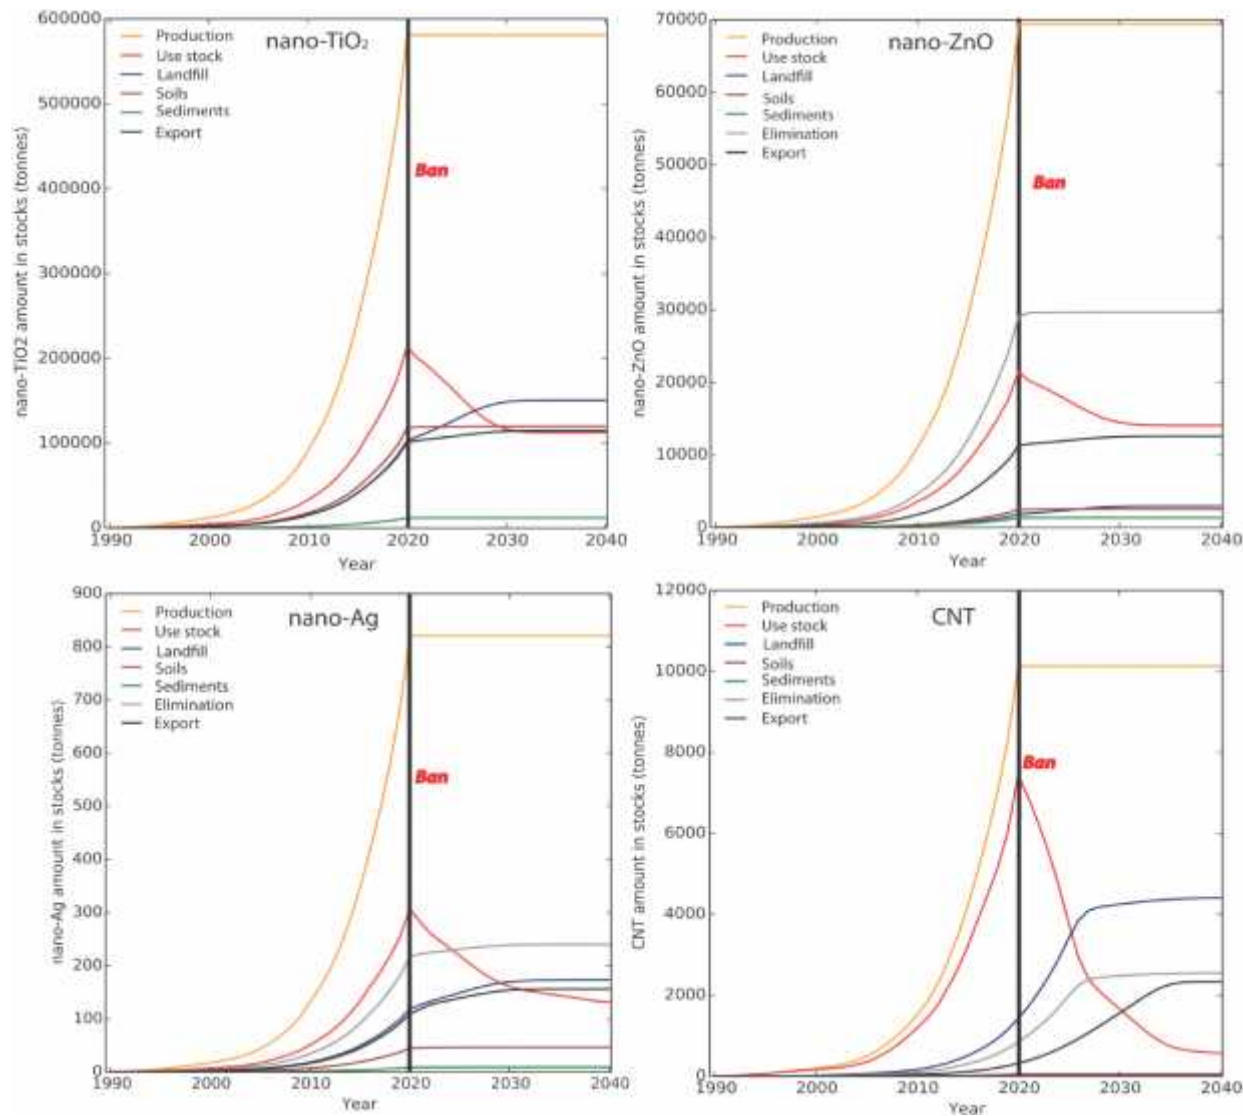 nano-TiO2
Production
Use stock
Landfill
Soils
Sediments
Export
Ban
600000
500000
400000
300000
200000
100000
0
1990
2000
2010
2020
2030
2040
Year
nano-TiO2 amount in stocks (tonnes)
nano-ZnO
Production
Use stock
Landfill
Soils
Sediments
Elimination
Export
Ban
70000
60000
70000
40000
30000
20000
10000
0
1990
2000
2010
2020
2030
2040
Year
nano-ZnO amount in stocks (tonnes)
nano-Ag
Production
Use stock
Landfill
Soils
Sediments
Elimination
Export
Ban
900
800
700
600
500
400
300
200
100
0
1990
2000
2010
2020
2030
2040
Year
nano-Ag amount in stocks (tonnes)
CNT
Production
Use stock
Landfill
Soils
Sediments
Elimination
Export
Ban
12000
10000
8000
6000
4000
2000
0
1990
2000
2010
2020
2030
2040
Year
CNT amount in stocks (tonnes)